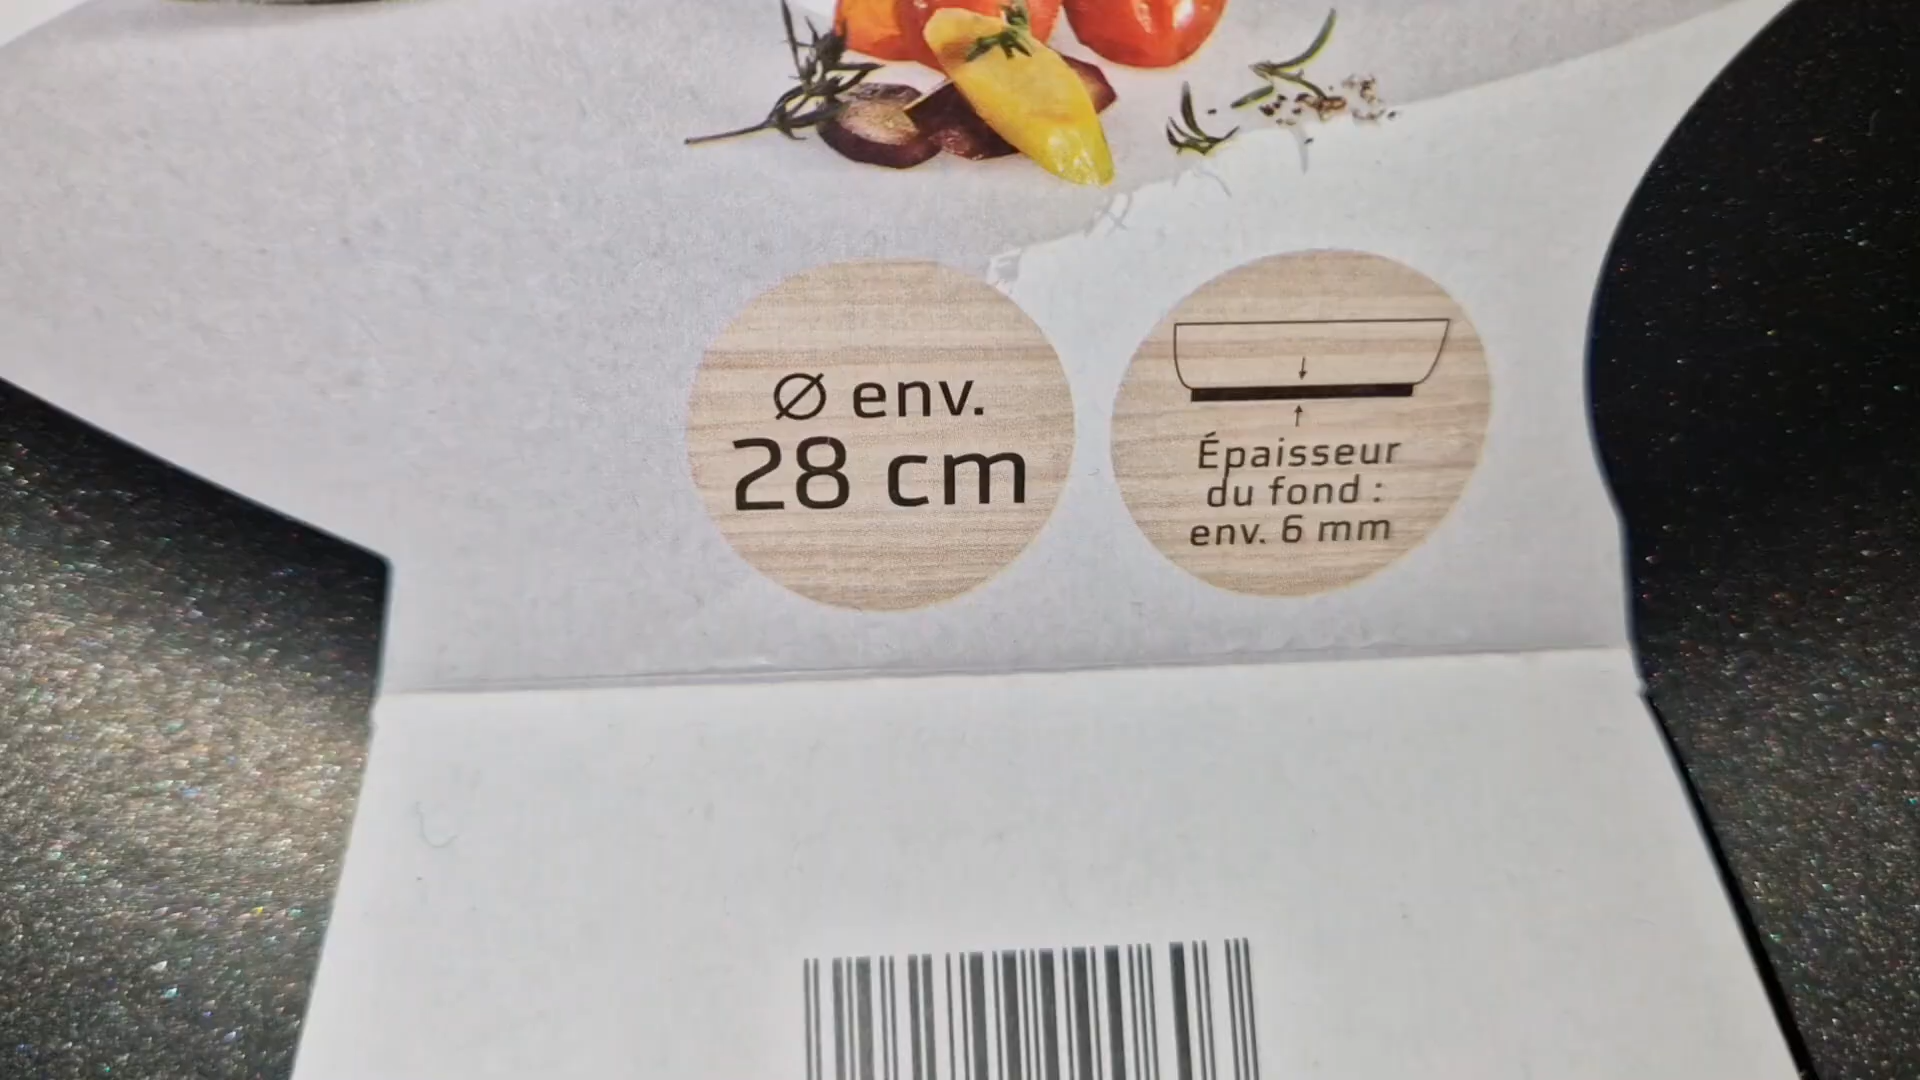 Ø env.
28 cm
Épaisseur
du fond :
env. 6 mm